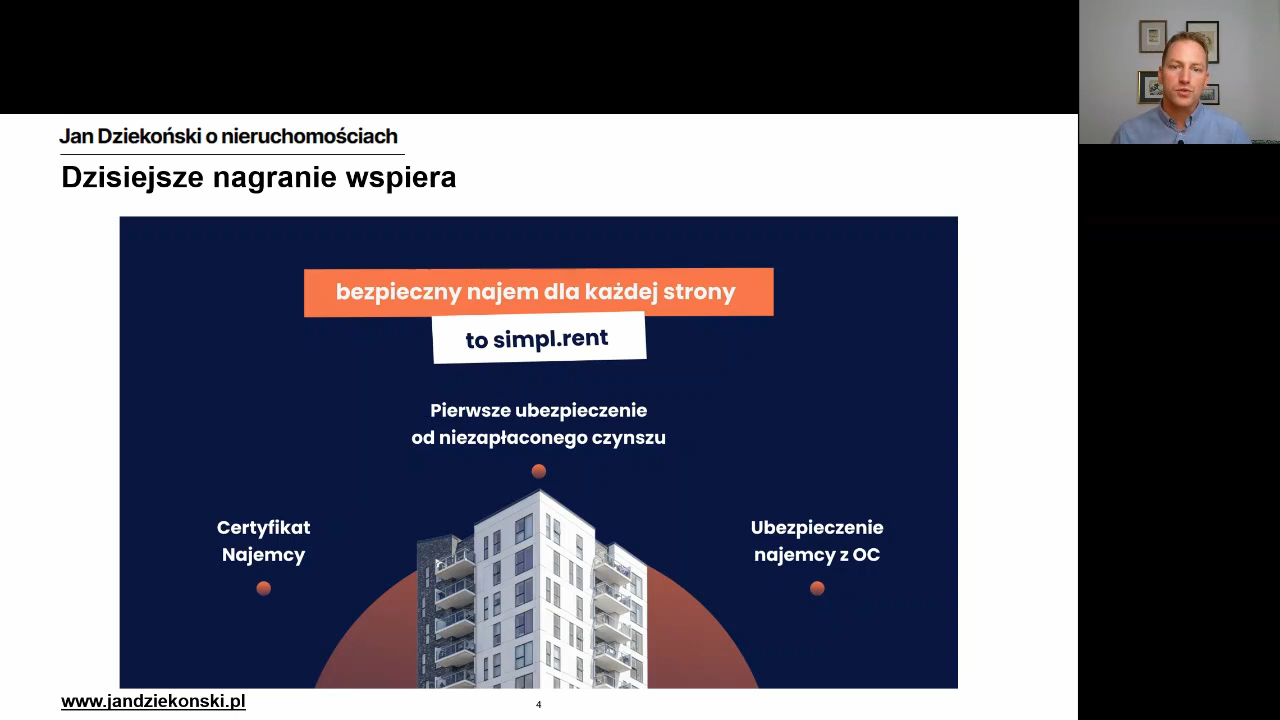 Jan Dziekoński o nieruchomościach
Dzisiejsze nagranie wspiera
bezpieczny najem dla każdej strony
to simpl.rent
Pierwsze ubezpieczenie
od niezapłaconego czynszu
Certyfikat
Najemcy
Ubezpieczenie
najemcy z OC
www.jandziekonski.pl
4